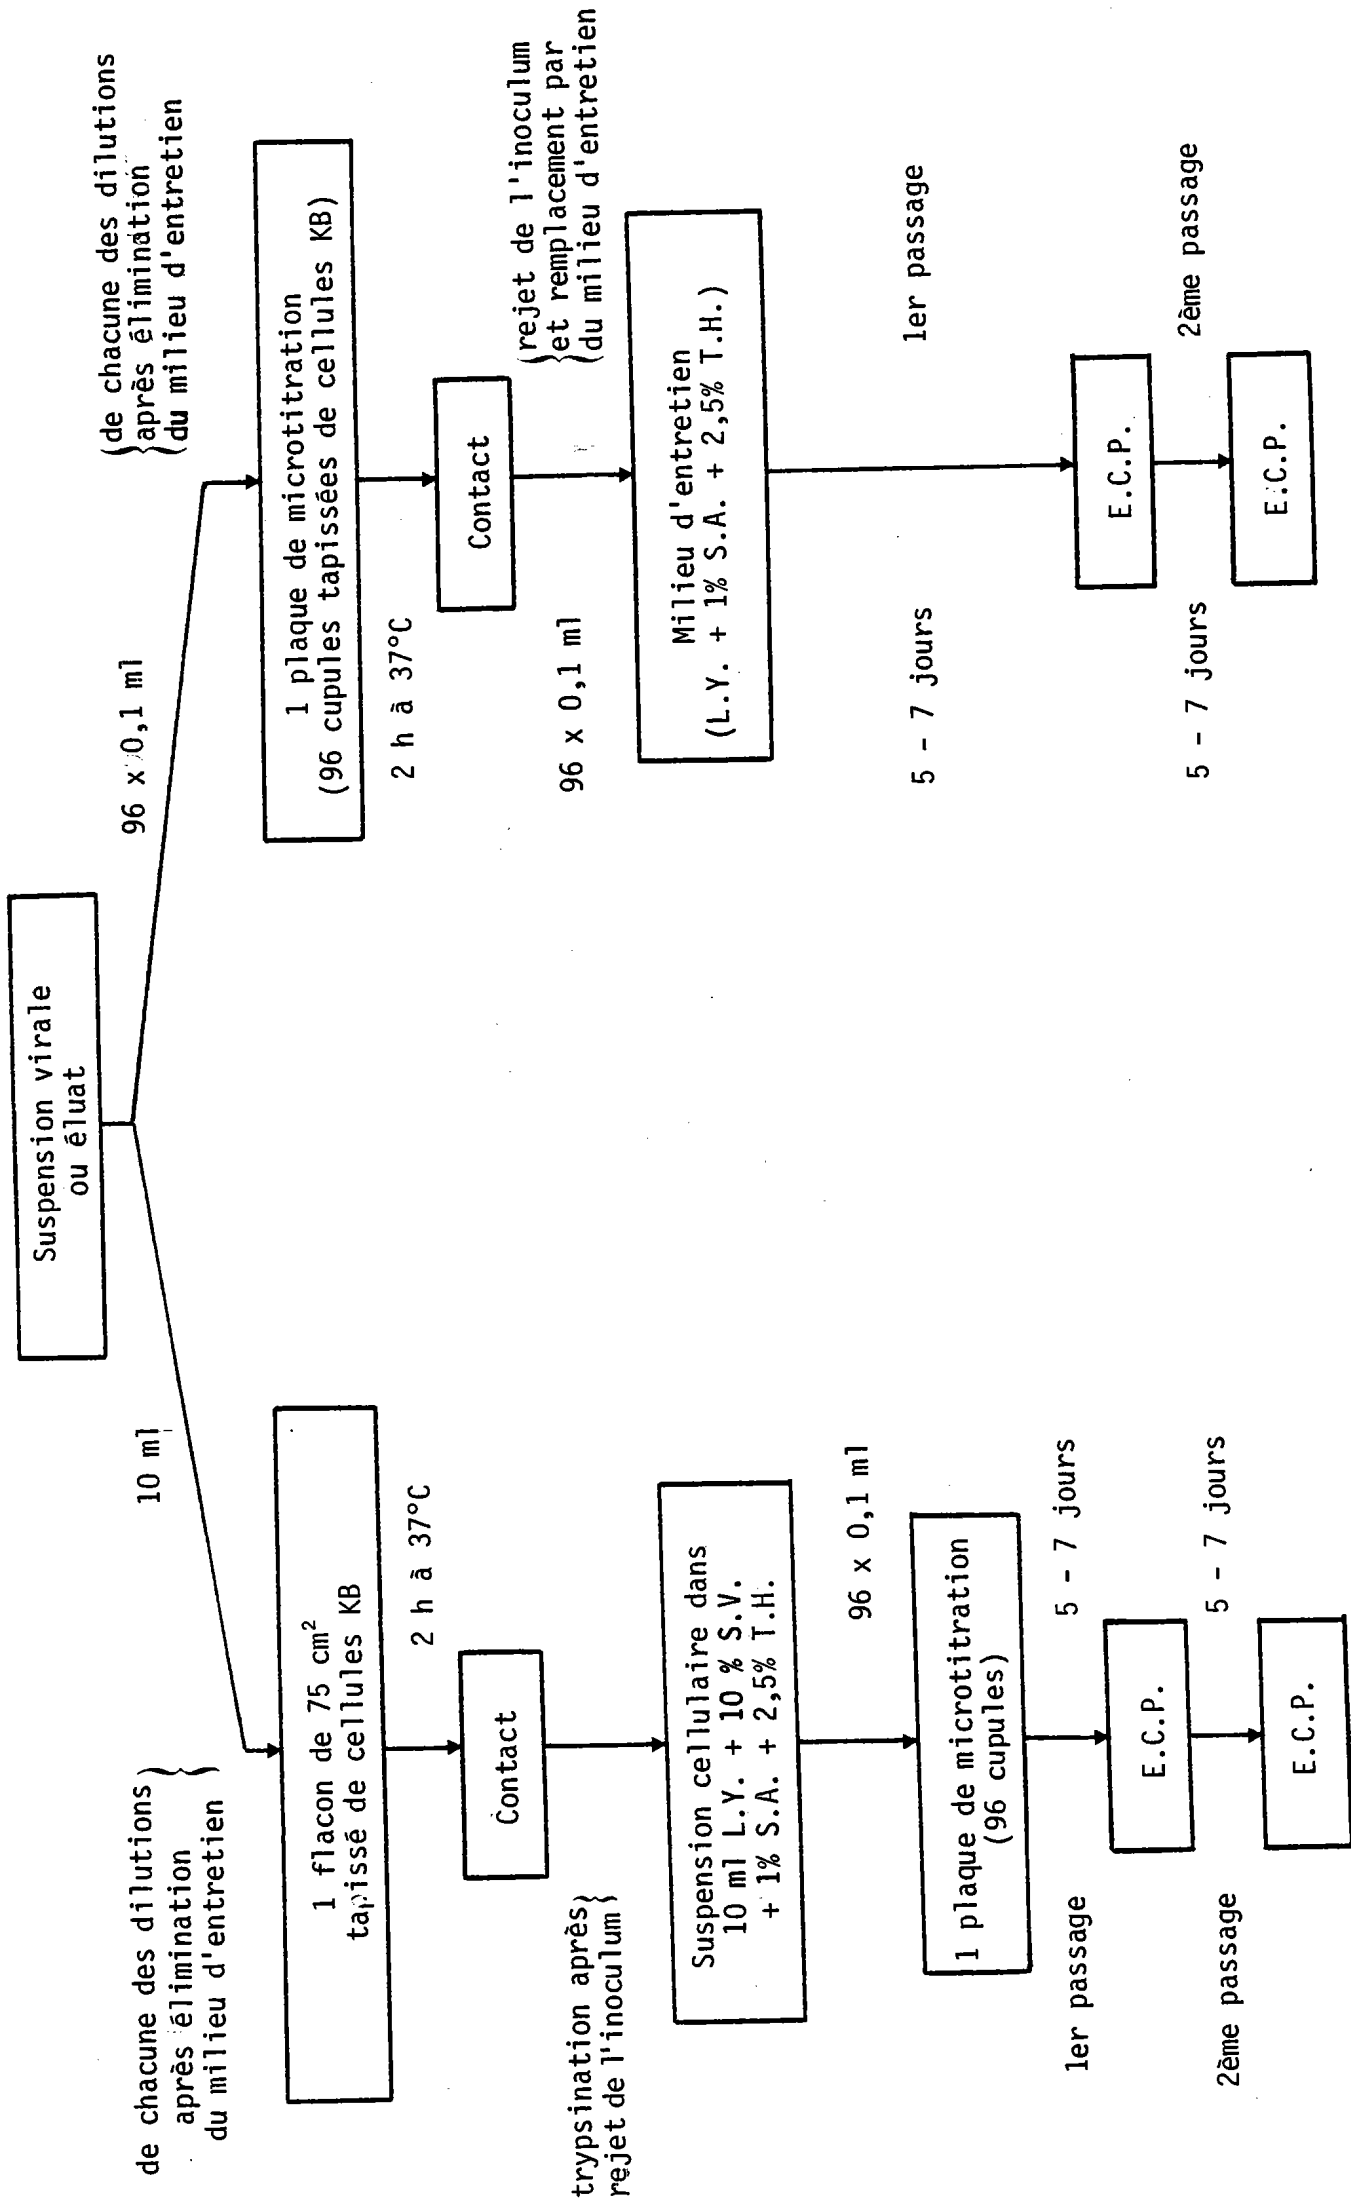 Suspension virale
ou éluat
10 ml
de chacune des dilutions
après élimination
du milieu d'entretien
1 flacon de 75 cm²
tapissé de cellules KB
2 h à 37°C
Contact
trypsination après
rejet de l'inoculum
Suspension cellulaire dans
10 ml L.Y. + 10 % S.V.
+ 1% S.A. + 2,5% T.H.
96 x 0,1 ml
1 plaque de microtitration
(96 cupules)
1er passage
5 - 7 jours
E.C.P.
2ème passage
5 - 7 jours
E.C.P.
96 x 0,1 ml
(de chacune des dilutions
après élimination
(du milieu d'entretien
1 plaque de microtitration
(96 cupules tapissées de cellules KB)
2 h à 37°C
Contact
96 x 0,1 ml
(rejet de l'inoculum
et remplacement par
(du milieu d'entretien
Milieu d'entretien
(L.Y. + 1% S.A. + 2,5% T.H.)
5 - 7 jours
1er passage
E.C.P.
5 - 7 jours
2ème passage
E.C.P.